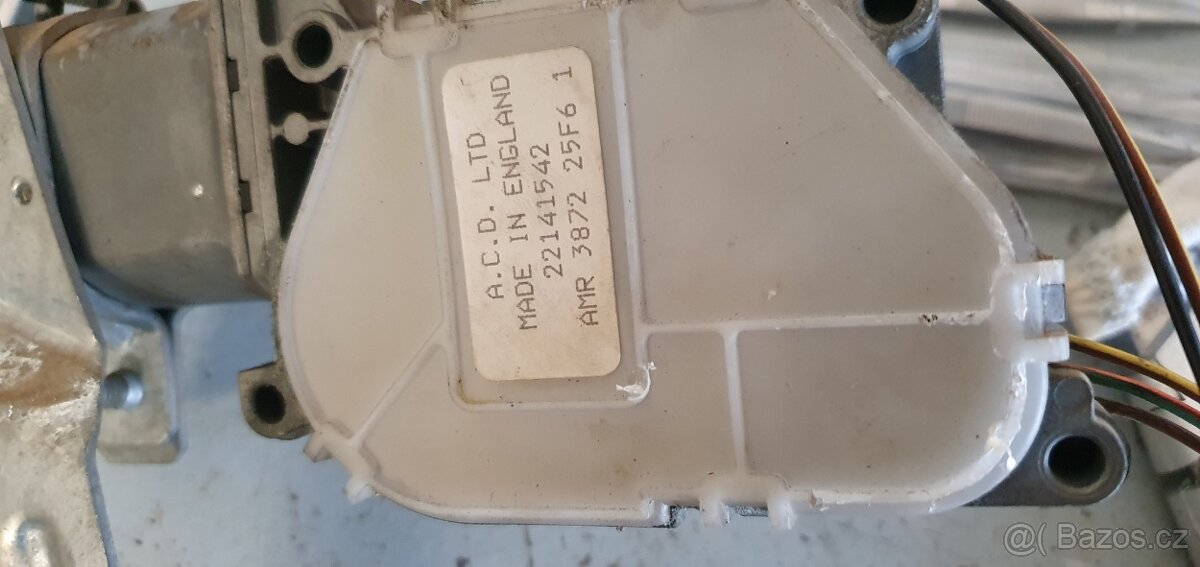 A.C.D. LTD
MADE IN ENGLAND
22141542
AMR 3872 25F6 1
@( Bazos.cz